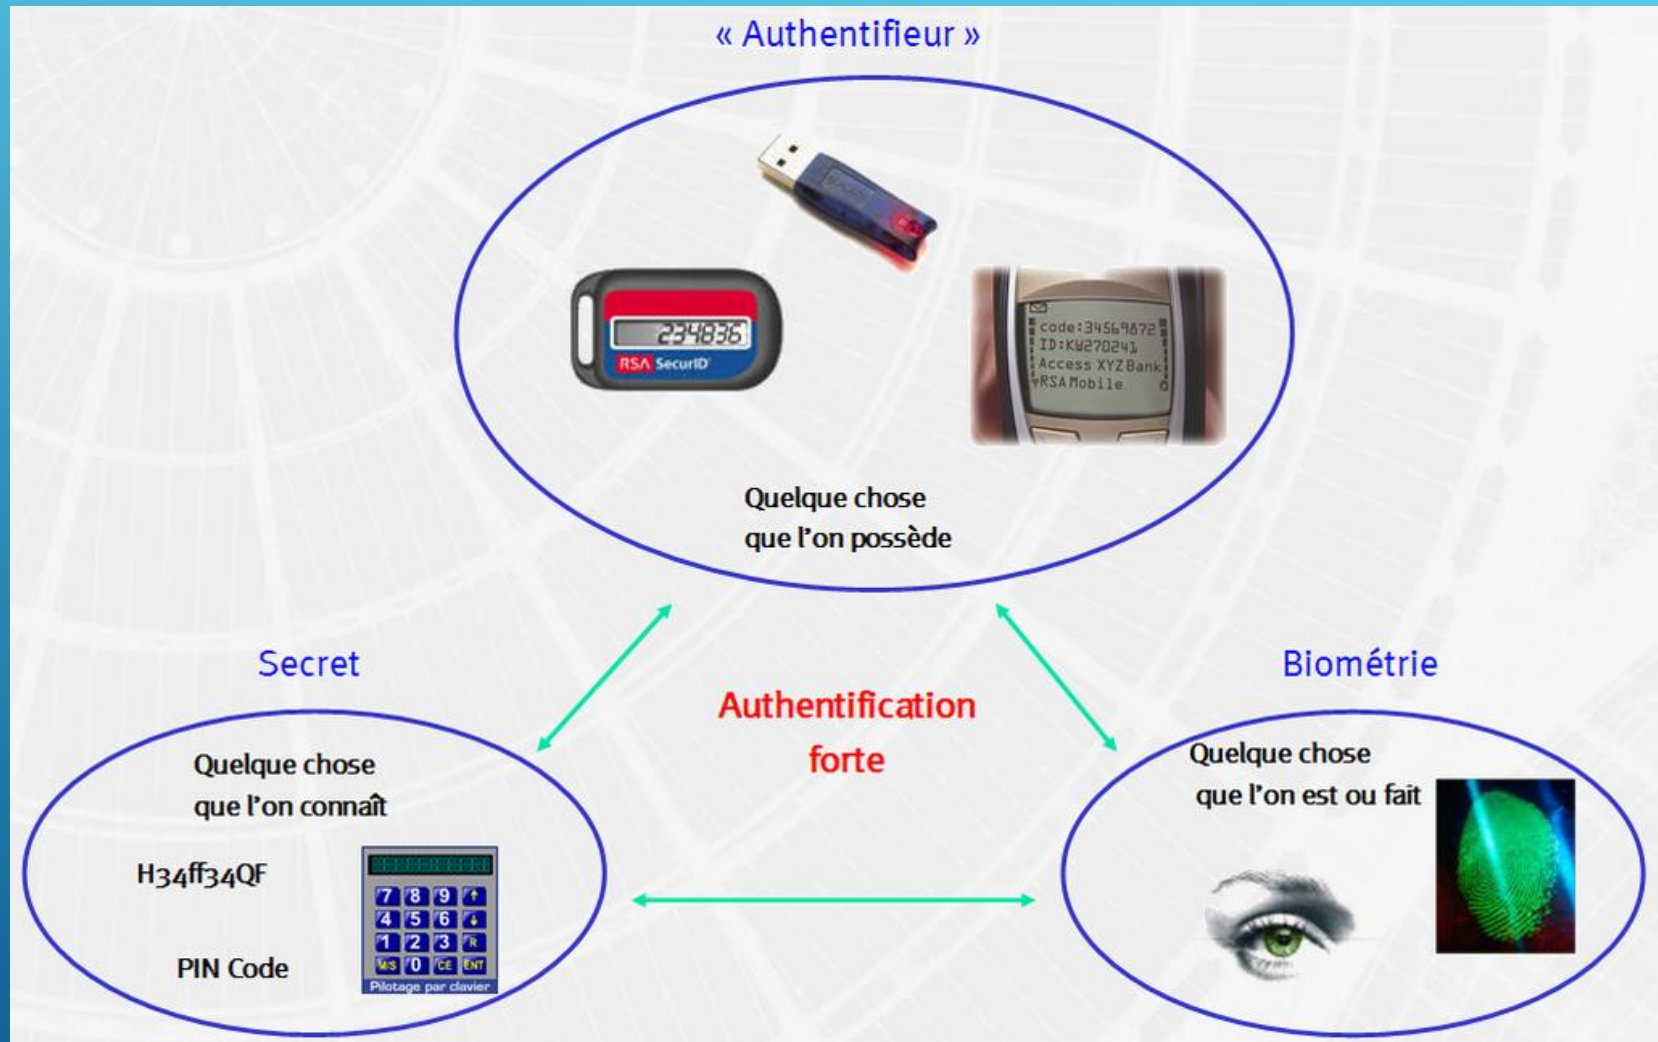 « Authentifieur »
234836
RSA SecurID
code:34569872
ID:KW270241
Access XYZ Bank
RSA Mobile
Quelque chose
que l'on possède
Secret
Biométrie
Authentification
forte
Quelque chose
que l'on connaît
H34ff34QF
PIN Code
7 8 9
4 5 6
1 2 3 R
M/S 0 CE ENT
Pilotage par clavier
Quelque chose
que l'on est ou fait